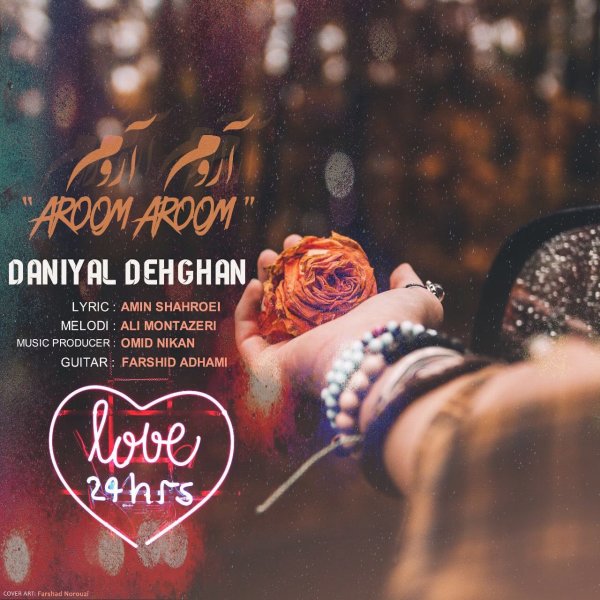 آروم آروم
"AROOM AROOM"
DANIYAL DEHGHAN
LYRIC : AMIN SHAHROEI
MELODI : ALI MONTAZERI
MUSIC PRODUCER : OMID NIKAN
GUITAR : FARSHID ADHAMI
love
24hrs
COVER ART: Farshad Norouzi